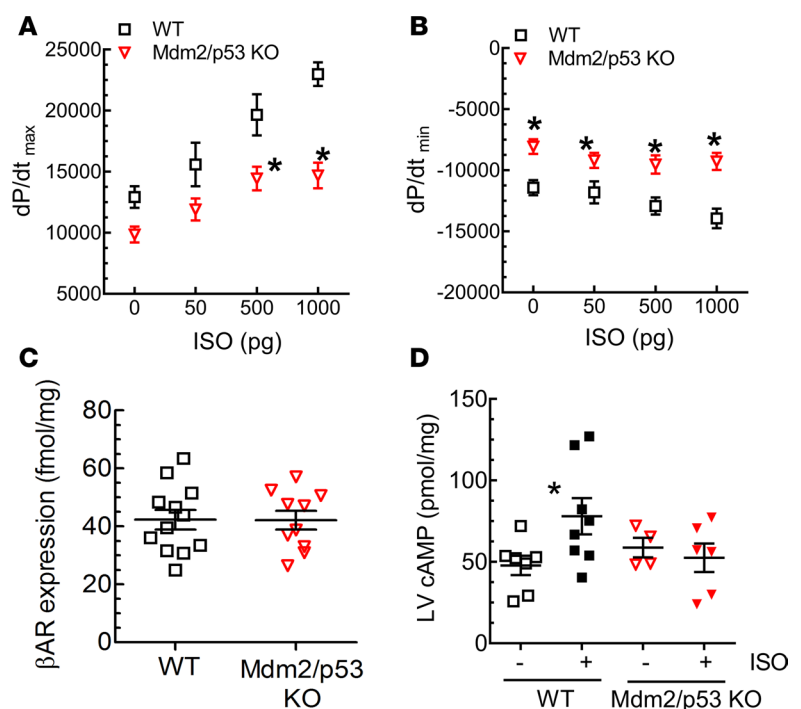 A
WT
Mdm2/p53 KO
25000
20000
15000
10000
5000
dP/dt max
* *
0 50 500 1000
ISO (pg)
B
WT
Mdm2/p53 KO
0
-5000
-10000
-15000
-20000
dP/dt min
* * * *
0 50 500 1000
ISO (pg)
C
80
60
40
20
0
βAR expression (fmol/mg)
WT
Mdm2/p53
KO
D
150
100
50
0
LV cAMP (pmol/mg)
*
- + - + ISO
WT Mdm2/p53 KO